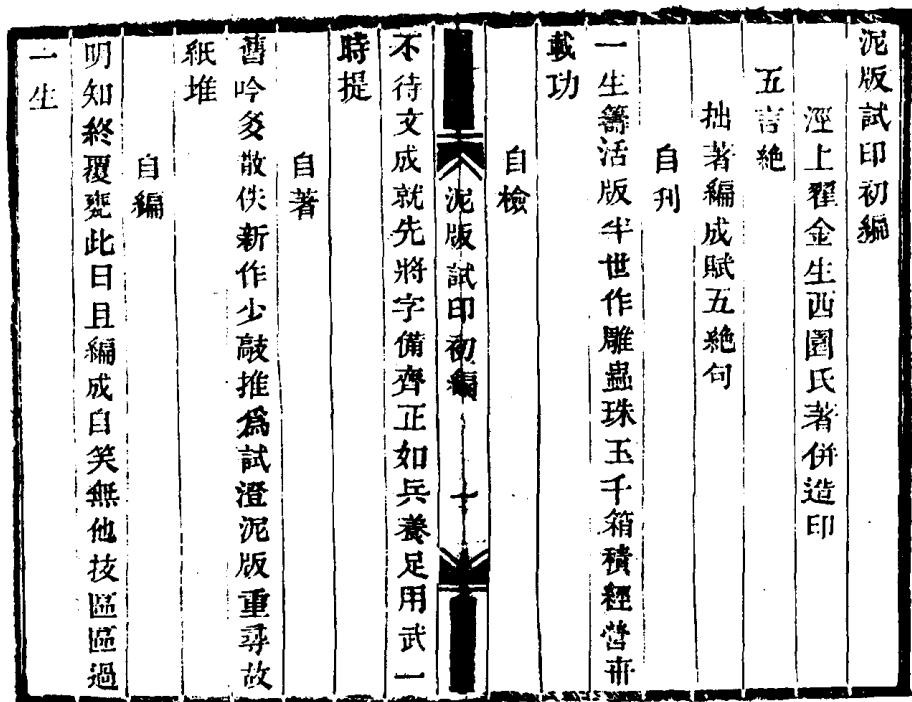 泥版試印初編
涇上翟金生西園氏著併造印
五言絶
拙著編成賦五絶句
自刊
一生籌活版半世作雕蟲珠玉千箱積經營卅
載功
自檢
泥版試印初編
七
不待文成就先將字備齊正如兵養足用武一
時提
自著
舊吟多散佚新作少敲推爲試澄泥版重尋故
紙堆
自編
明知終覆甕此日且編成自笑無他技區區過
一生